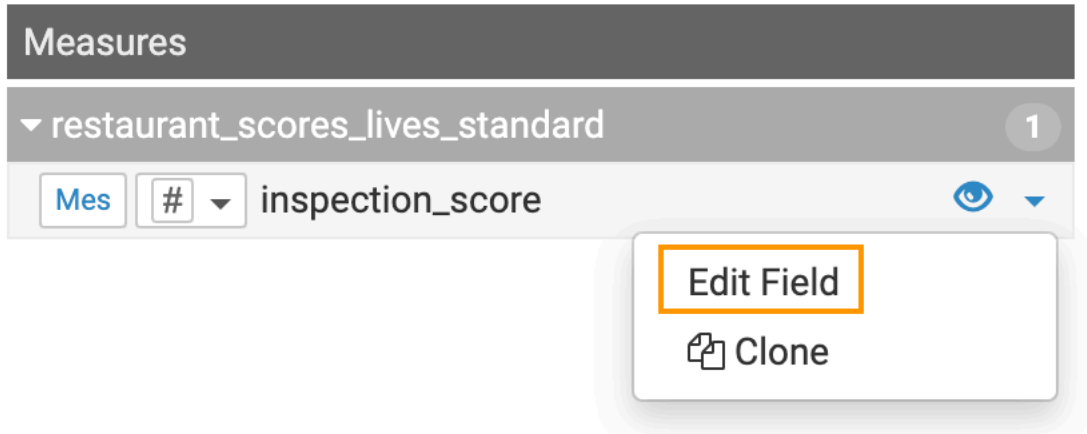 Measures
restaurant_scores_lives_standard 1
Mes # inspection_score
Edit Field
Clone